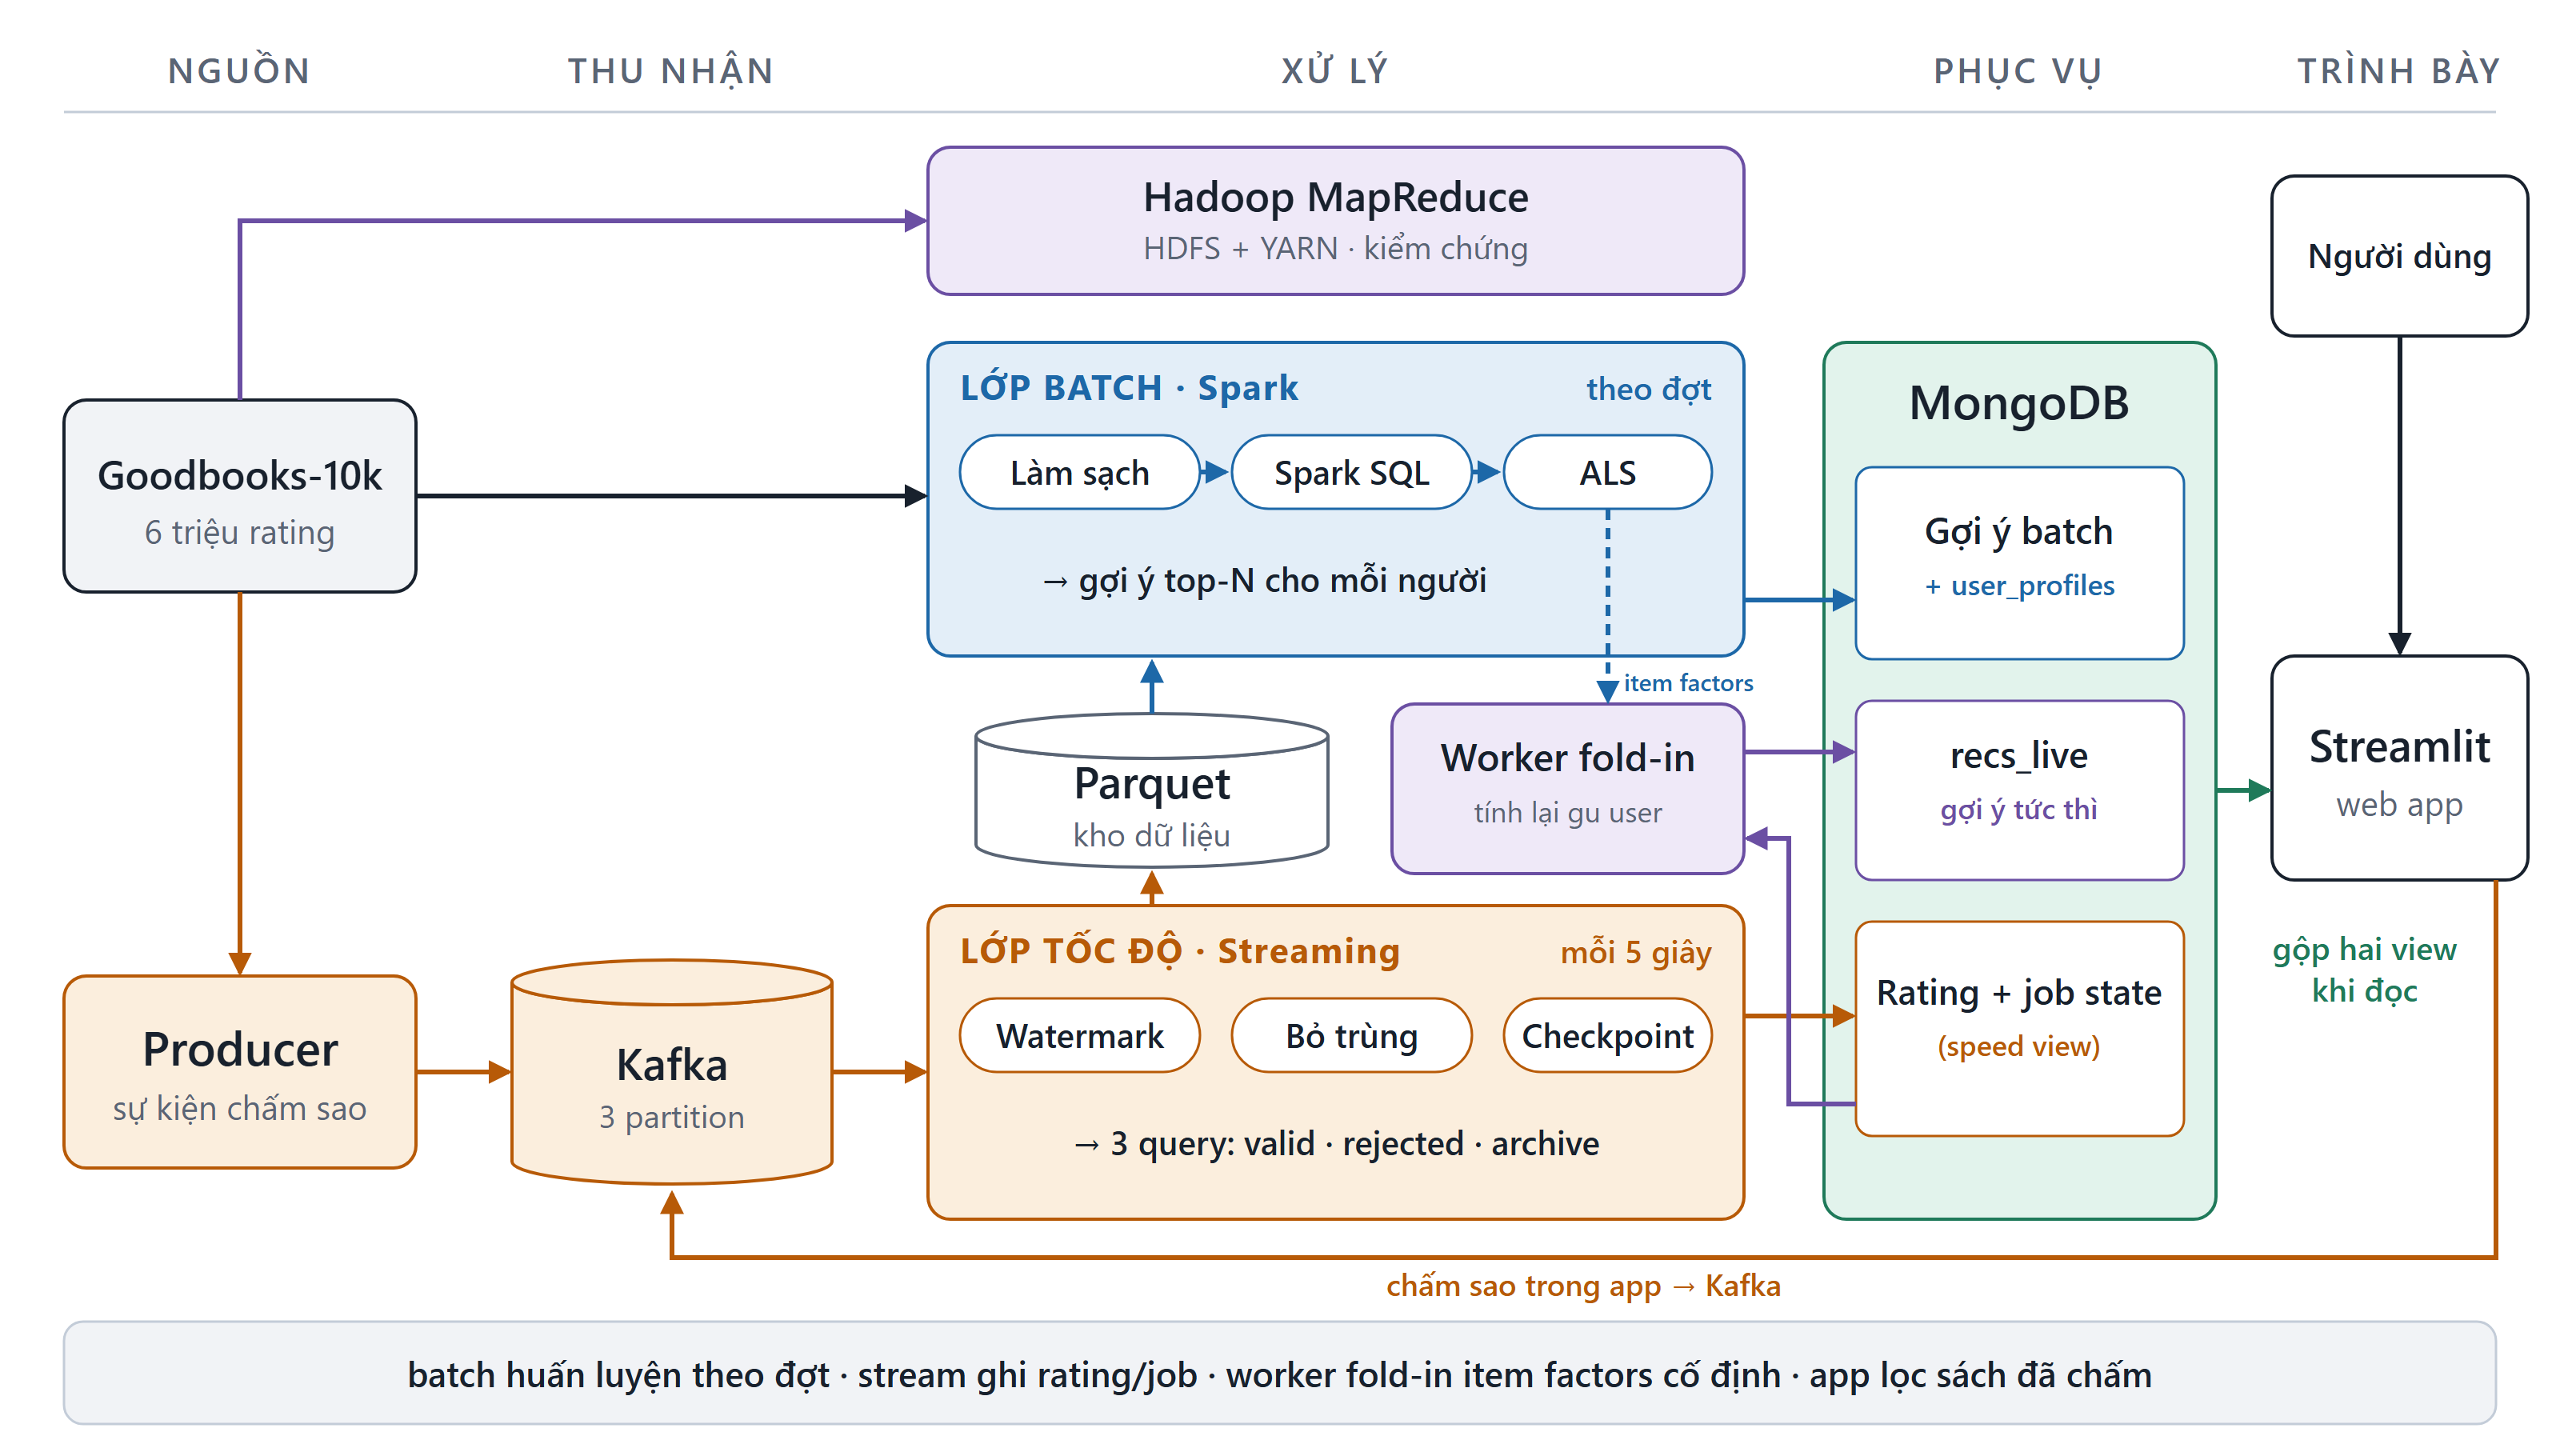 NGUỒN
THU NHẬN
XỬ LÝ
PHỤC VỤ
TRÌNH BÀY
Hadoop MapReduce
HDFS + YARN · kiểm chứng
Người dùng
Goodbooks-10k
6 triệu rating
LỚP BATCH · Spark
theo đợt
Làm sạch
Spark SQL
ALS
→ gợi ý top-N cho mỗi người
item factors
MongoDB
Gợi ý batch
+ user_profiles
Parquet
kho dữ liệu
Worker fold-in
tính lại gu user
recs_live
gợi ý tức thì
Streamlit
web app
Producer
sự kiện chấm sao
Kafka
3 partition
LỚP TỐC ĐỘ · Streaming
mỗi 5 giây
Watermark
Bỏ trùng
Checkpoint
→ 3 query: valid · rejected · archive
Rating + job state
(speed view)
gộp hai view
khi đọc
chấm sao trong app → Kafka
batch huấn luyện theo đợt · stream ghi rating/job · worker fold-in item factors cố định · app lọc sách đã chấm